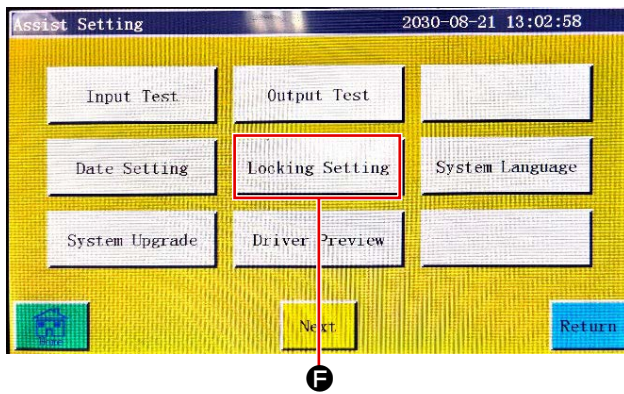 Assist Setting 2030-08-21 13:02:58
Input Test Output Test
Date Setting Locking Setting System Language
System Upgrade Driver Preview
Home Next Return
F